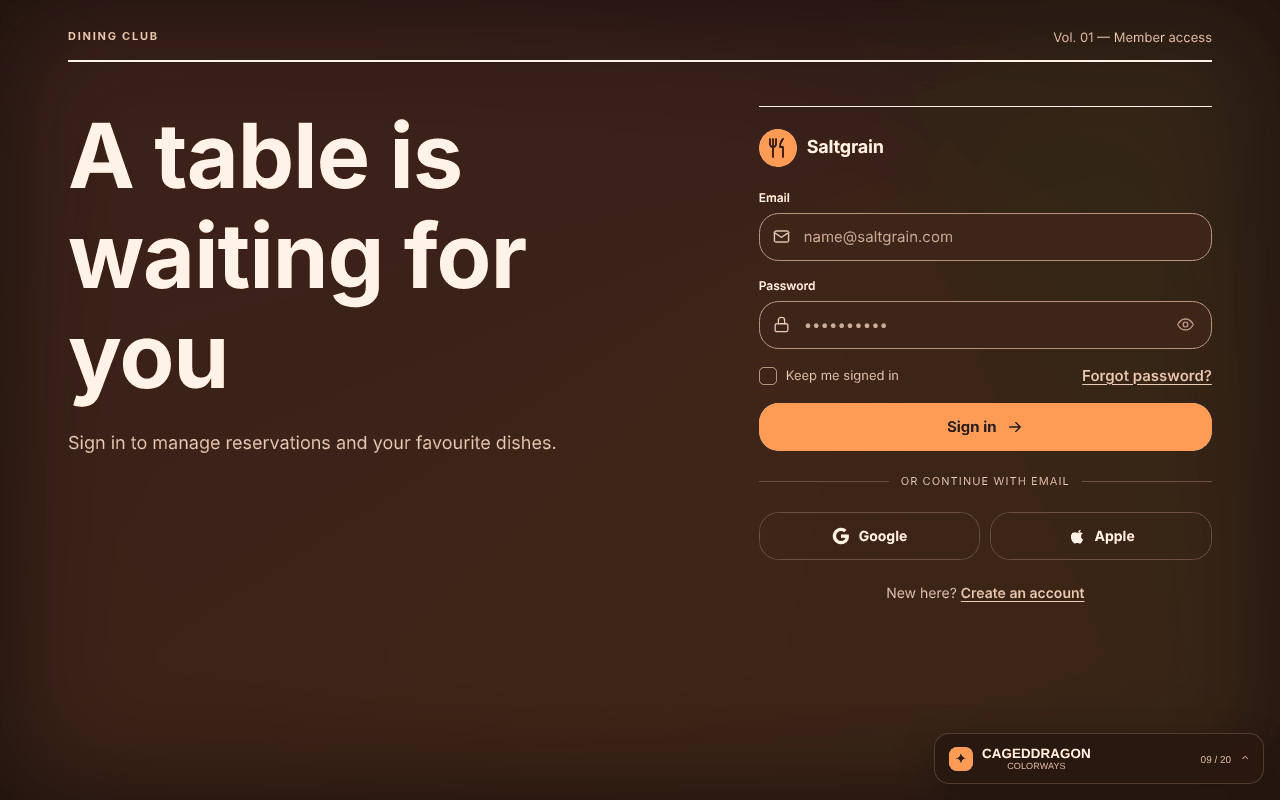 DINING CLUB
Vol. 01 — Member access
A table is
waiting for
you
Sign in to manage reservations and your favourite dishes.
Saltgrain
Email
name@saltgrain.com
Password
••••••••••
Keep me signed in
Forgot password?
Sign in →
OR CONTINUE WITH EMAIL
Google
Apple
New here? Create an account
CAGEDDRAGON
COLORWAYS
09 / 20